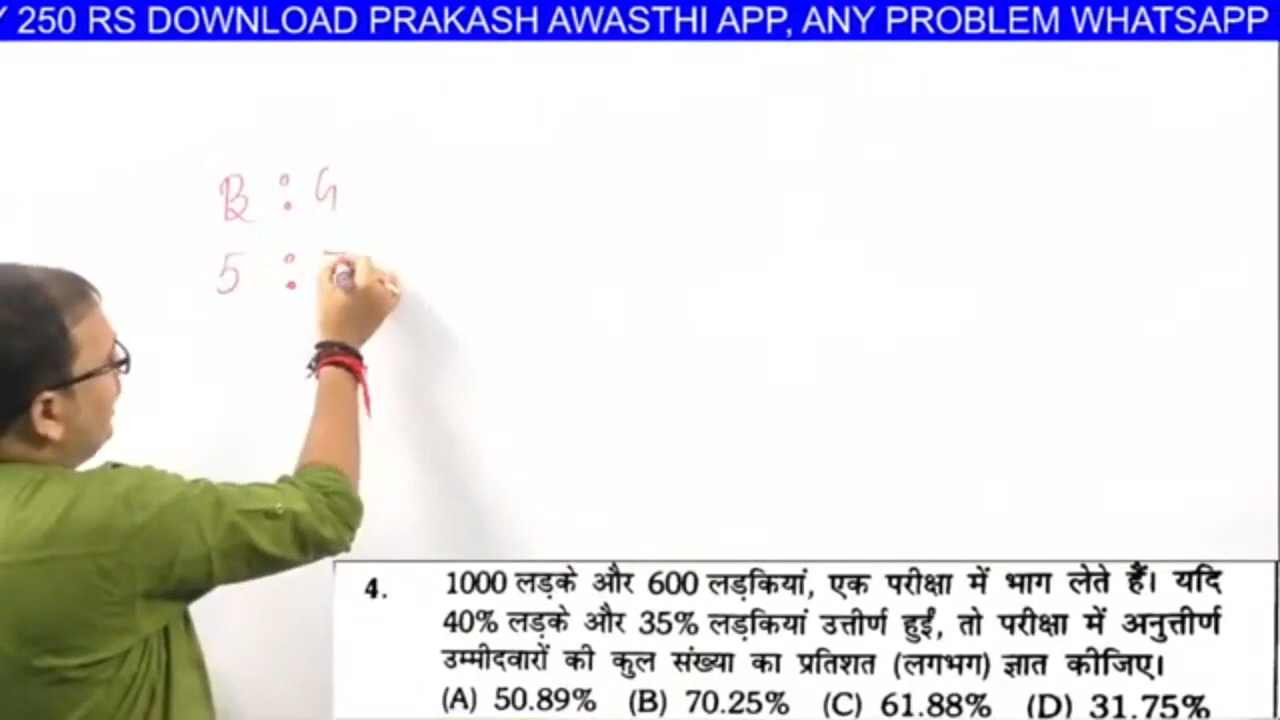 250 RS DOWNLOAD PRAKASH AWASTHI APP, ANY PROBLEM WHATSAPP
B : G
5 :
4. 1000 लड़के और 600 लड़कियां, एक परीक्षा में भाग लेते हैं। यदि
40% लड़के और 35% लड़कियां उत्तीर्ण हुईं, तो परीक्षा में अनुत्तीर्ण
उम्मीदवारों की कुल संख्या का प्रतिशत (लगभग) ज्ञात कीजिए।
(A) 50.89% (B) 70.25% (C) 61.88% (D) 31.75%